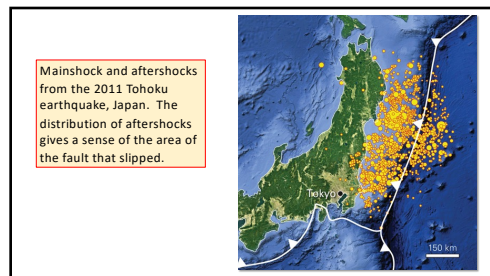 Mainshock and aftershocks
from the 2011 Tohoku
earthquake, Japan. The
distribution of aftershocks
gives a sense of the area of
the fault that slipped.
Tokyo
150 km